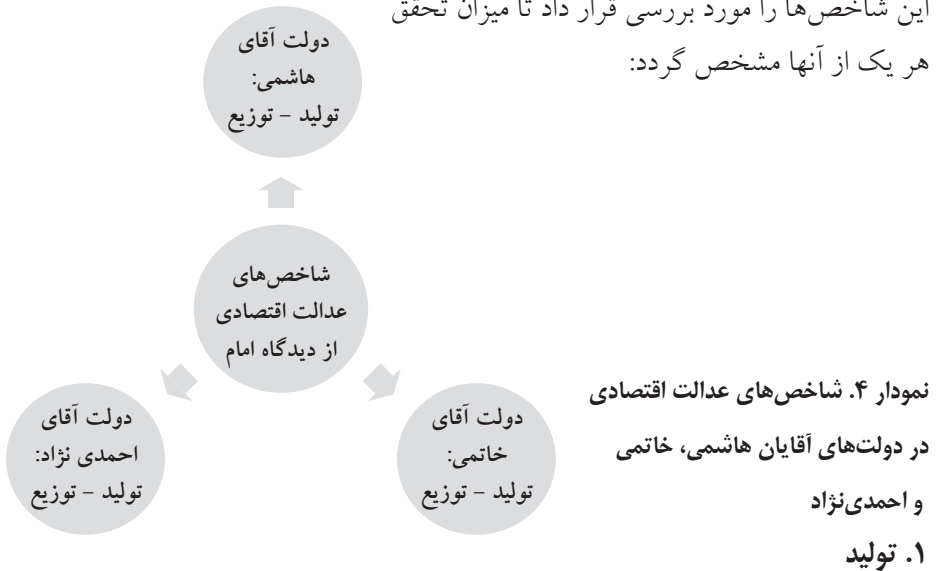 این شاخص‌ها را مورد بررسی قرار داد تا میزان تحقق
هر یک از آنها مشخص گردد:
دولت آقای
هاشمی:
تولید - توزیع
شاخص‌های
عدالت اقتصادی
از دیدگاه امام
دولت آقای
خاتمی:
تولید - توزیع
دولت آقای
احمدی نژاد:
تولید - توزیع
نمودار ۴. شاخص‌های عدالت اقتصادی
در دولت‌های آقایان هاشمی، خاتمی
و احمدی‌نژاد
۱. تولید